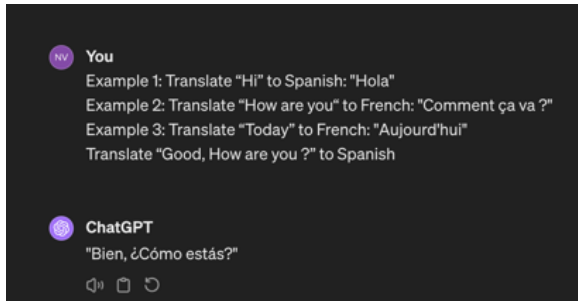 NV
You
Example 1: Translate “Hi” to Spanish: "Hola"
Example 2: Translate “How are you“ to French: "Comment ça va ?"
Example 3: Translate “Today” to French: "Aujourd'hui"
Translate “Good, How are you ?” to Spanish
ChatGPT
"Bien, ¿Cómo estás?"